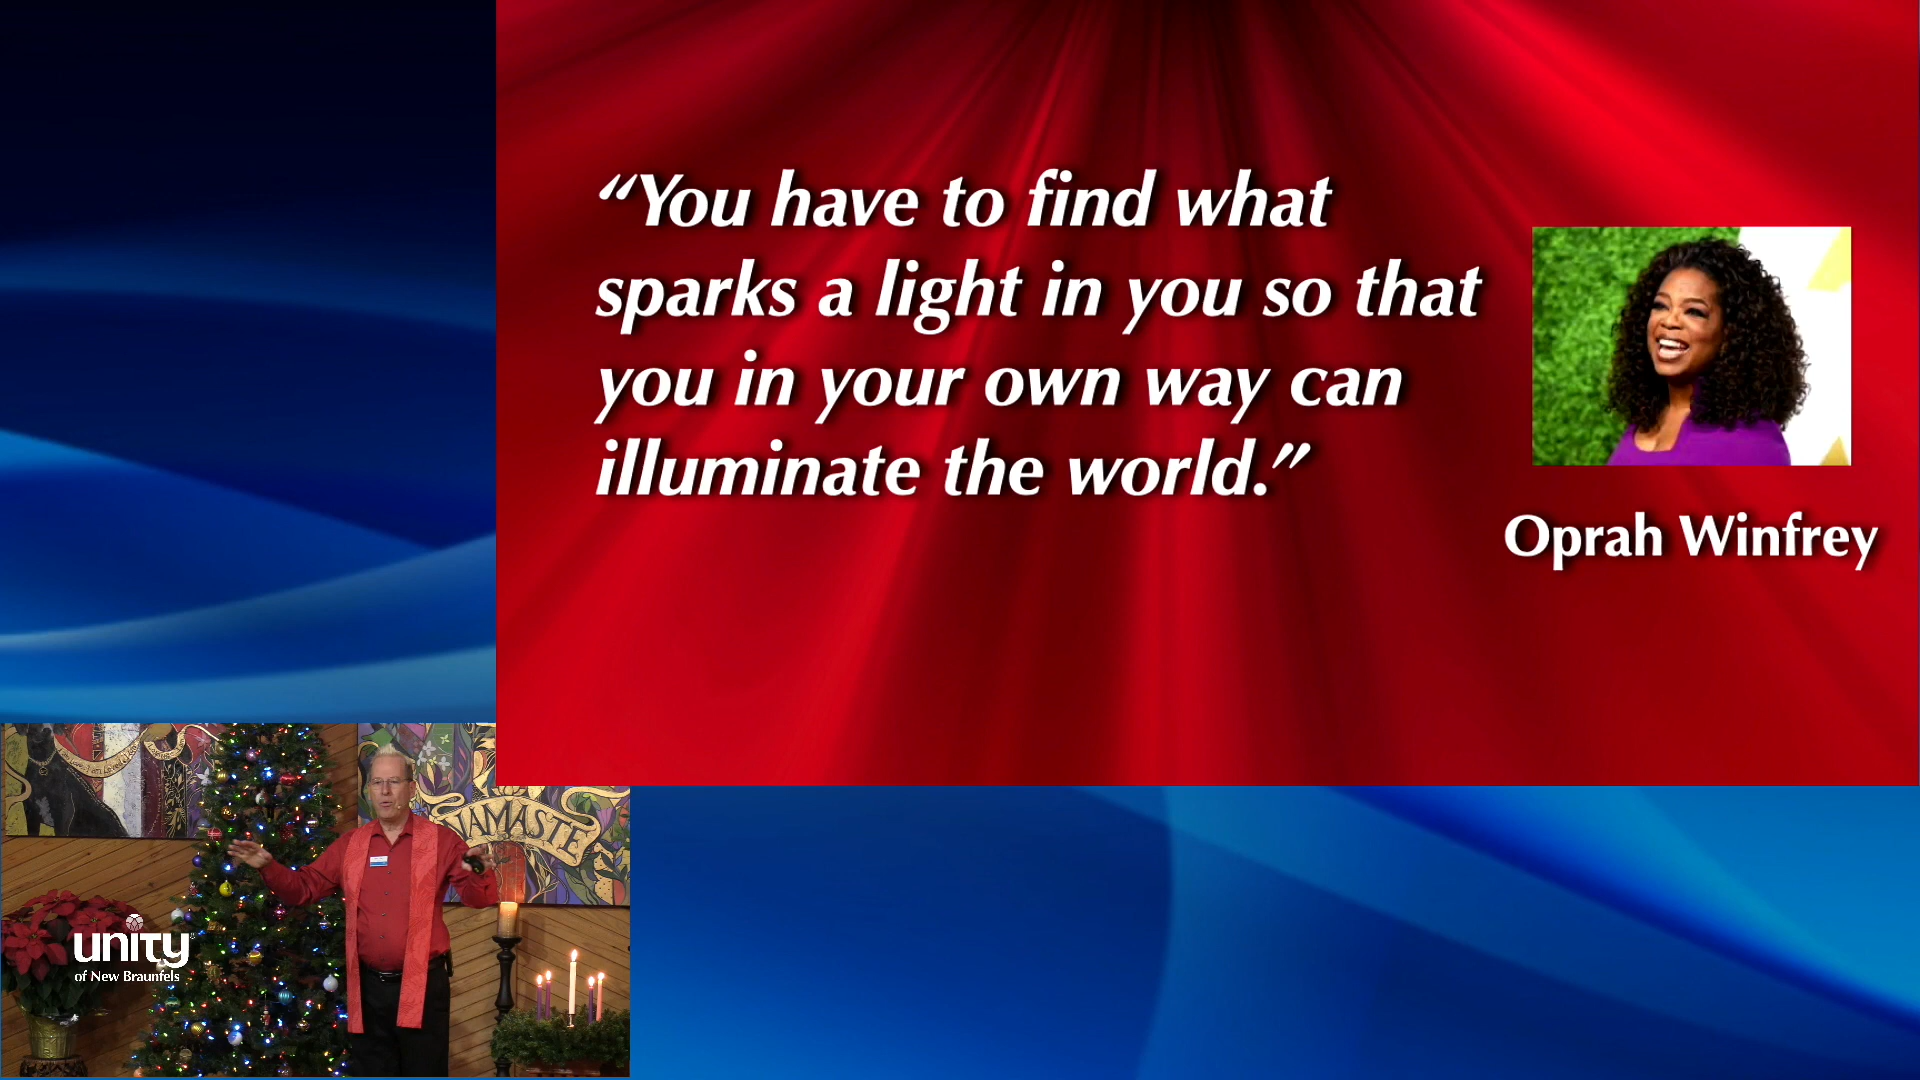 “You have to find what
sparks a light in you so that
you in your own way can
illuminate the world.”
Oprah Winfrey
NAMASTE
unity
of New Braunfels